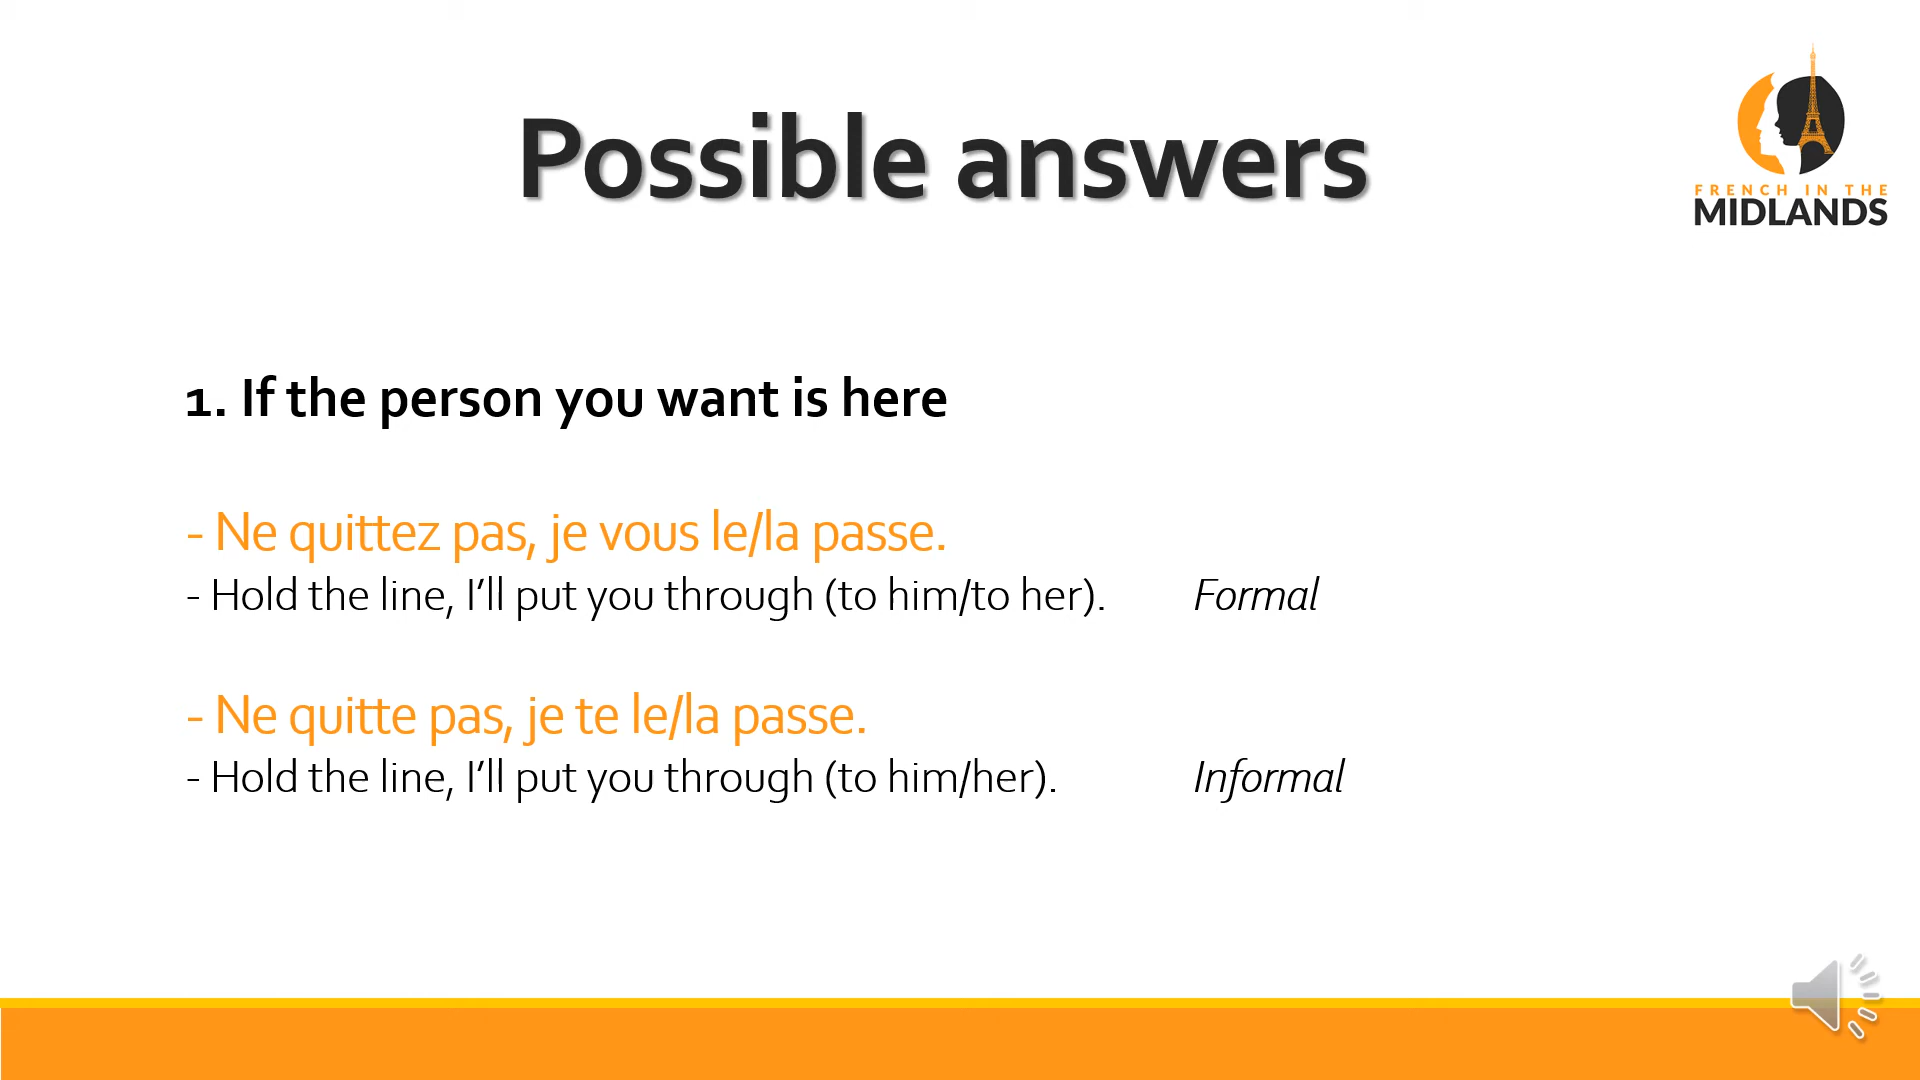 Possible answers
FRENCH IN THE
MIDLANDS
1. If the person you want is here
- Ne quittez pas, je vous le/la passe.
- Hold the line, I’ll put you through (to him/to her). Formal
- Ne quitte pas, je te le/la passe.
- Hold the line, I’ll put you through (to him/her). Informal